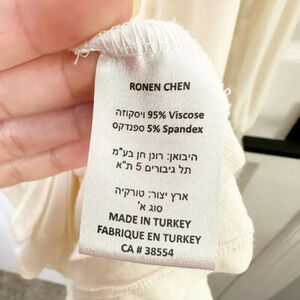 RONEN CHEN
95% Viscose ויסקוזה
5% Spandex ספנדקס
היבואן: רונן חן בע"מ
תל גיבורים 5 ת"א
ארץ יצור: טורקיה
סוג א'
MADE IN TURKEY
FABRIQUE EN TURKEY
CA # 38554